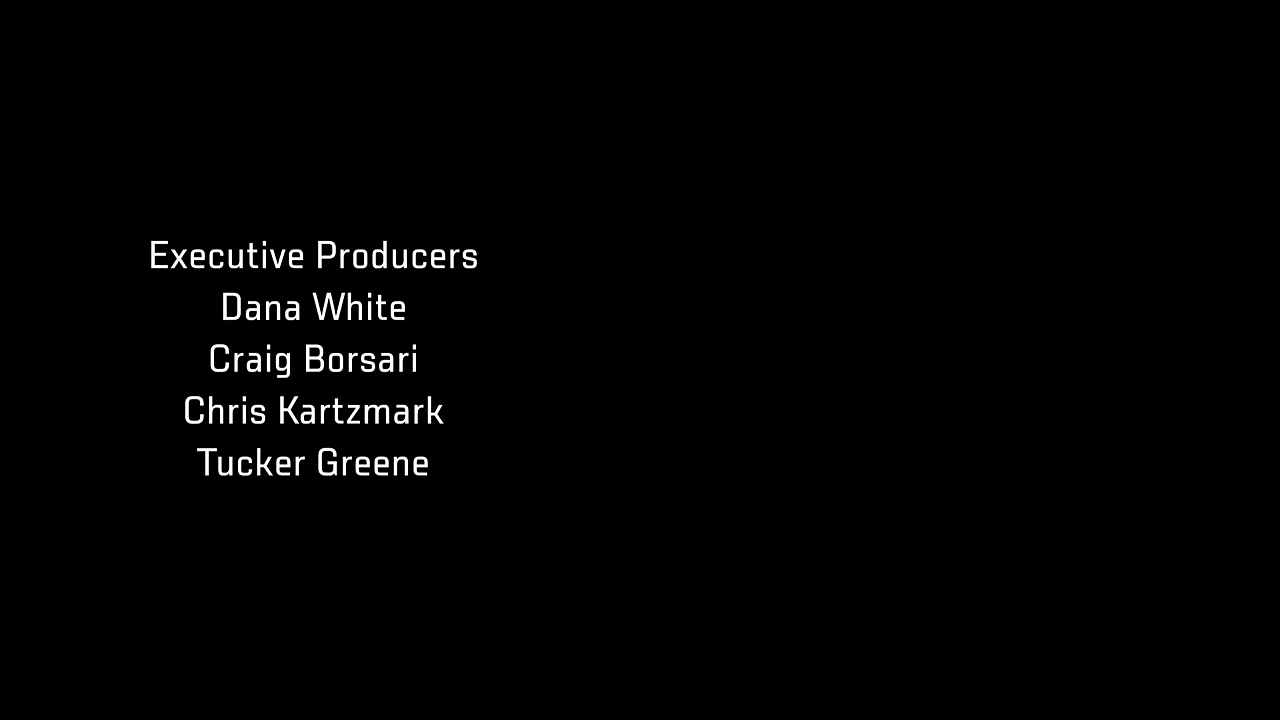 Executive Producers
Dana White
Craig Borsari
Chris Kartzmark
Tucker Greene